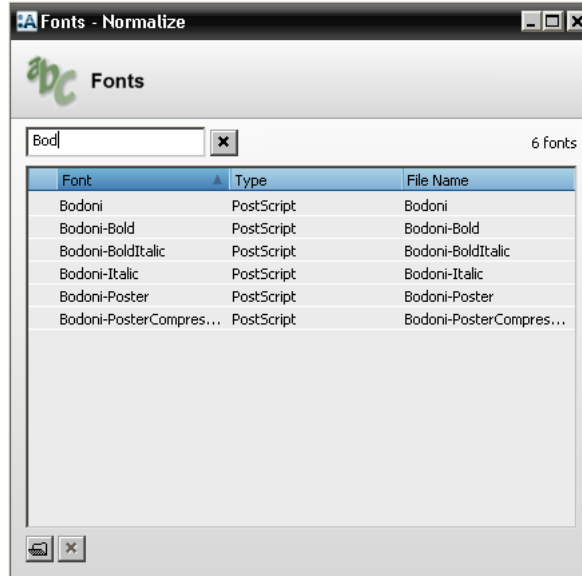 :A Fonts - Normalize
abc Fonts
Bod 6 fonts
Font Type File Name
Bodoni PostScript Bodoni
Bodoni-Bold PostScript Bodoni-Bold
Bodoni-BoldItalic PostScript Bodoni-BoldItalic
Bodoni-Italic PostScript Bodoni-Italic
Bodoni-Poster PostScript Bodoni-Poster
Bodoni-PosterCompres... PostScript Bodoni-PosterCompres...